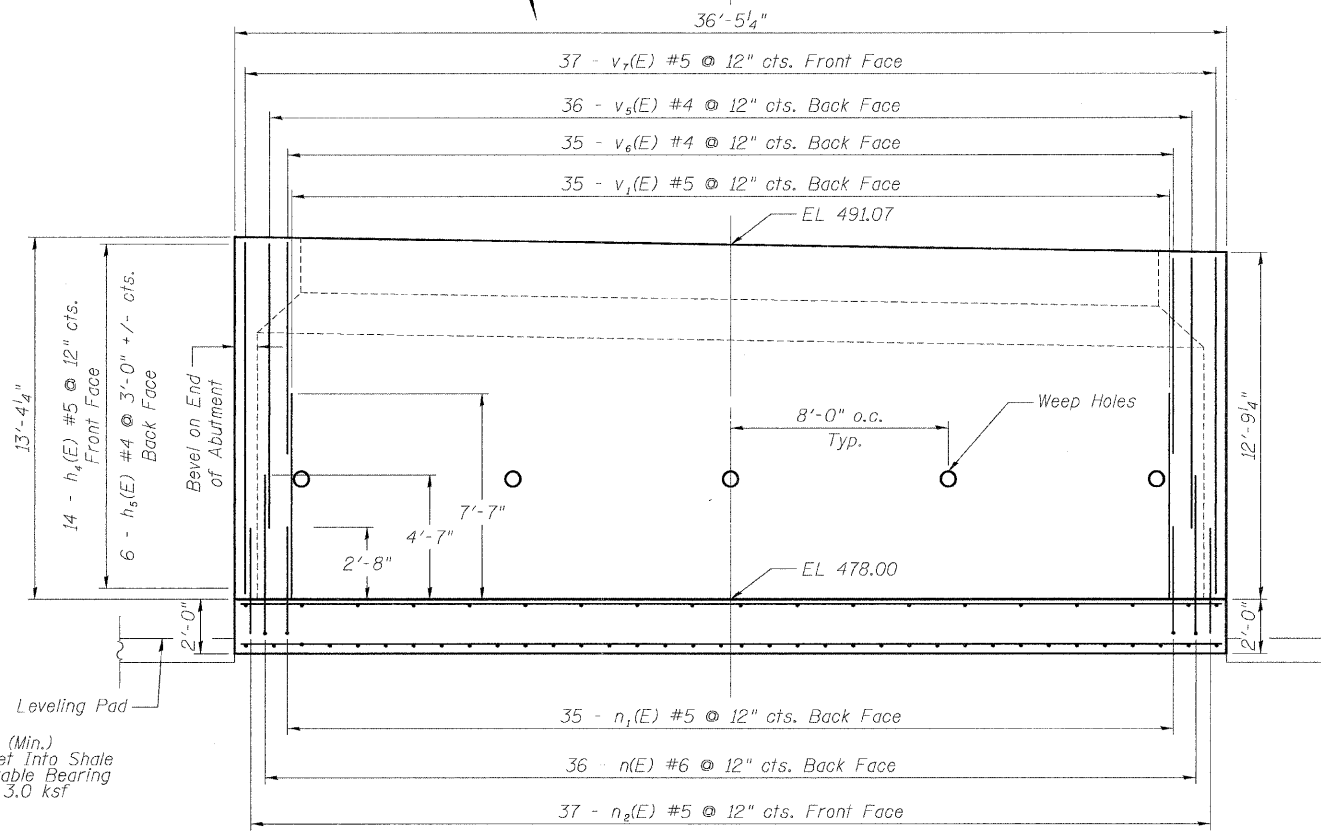 36'-5¼"
37 - v₇(E) #5 @ 12" cts. Front Face
36 - v₅(E) #4 @ 12" cts. Back Face
35 - v₆(E) #4 @ 12" cts. Back Face
35 - v₁(E) #5 @ 12" cts. Back Face
EL 491.07
13'-4¼"
14 - h₄(E) #5 @ 12" cts.
Front Face
6 - h₅(E) #4 @ 3'-0" +/- cts.
Back Face
Bevel on End
of Abutment
8'-0" o.c.
Typ.
Weep Holes
12'-9¼"
7'-7"
4'-7"
2'-8"
EL 478.00
2'-0"
2'-0"
Leveling Pad
(Min.)
et Into Shale
able Bearing
3.0 ksf
35 - n₁(E) #5 @ 12" cts. Back Face
36 n(E) #6 @ 12" cts. Back Face
37 - n₂(E) #5 @ 12" cts. Front Face